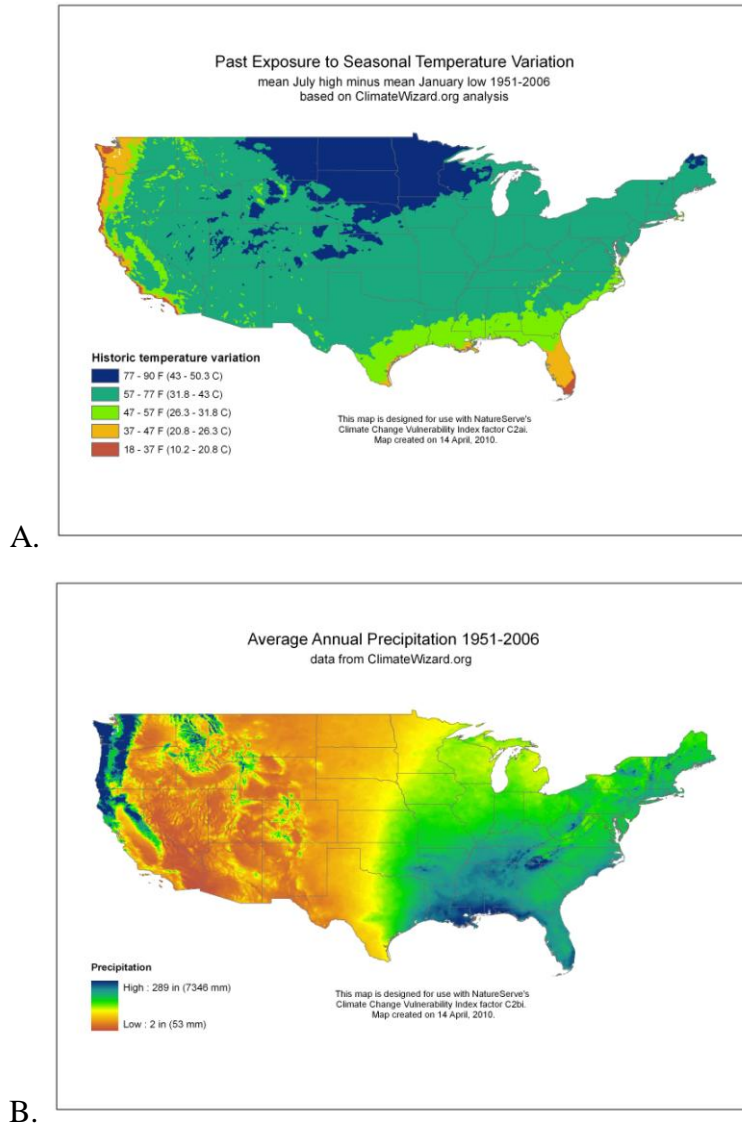 Past Exposure to Seasonal Temperature Variation
mean July high minus mean January low 1951-2006
based on ClimateWizard.org analysis
Historic temperature variation
77 - 90 F (43 - 50.3 C)
57 - 77 F (31.8 - 43 C)
47 - 57 F (26.3 - 31.8 C)
37 - 47 F (20.8 - 26.3 C)
18 - 37 F (10.2 - 20.8 C)
This map is designed for use with NatureServe's
Climate Change Vulnerability Index factor C2ai.
Map created on 14 April, 2010.
A.
Average Annual Precipitation 1951-2006
data from ClimateWizard.org
Precipitation
High : 289 in (7346 mm)
Low : 2 in (53 mm)
This map is designed for use with NatureServe's
Climate Change Vulnerability Index factor C2bi.
Map created on 14 April, 2010.
B.